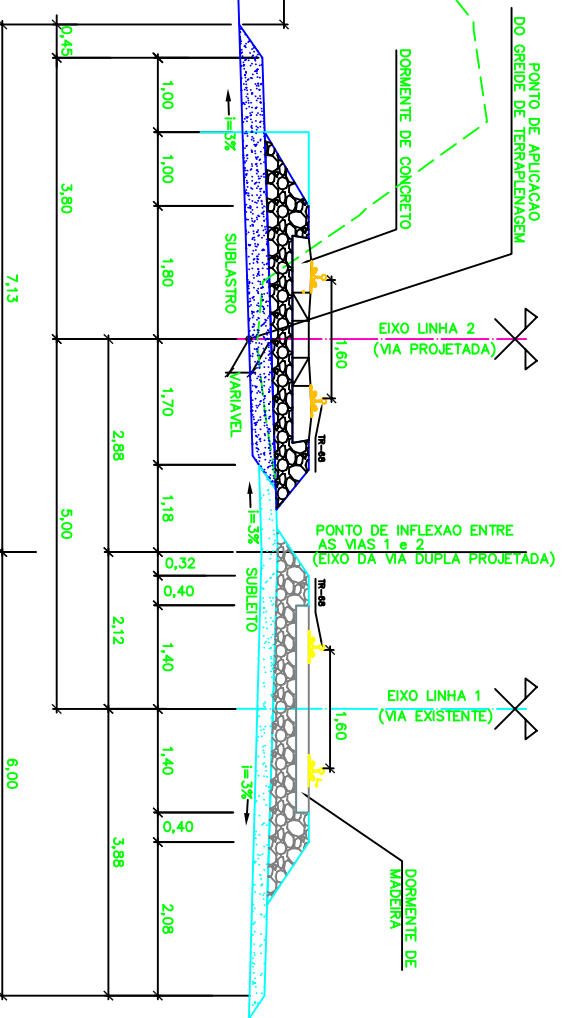 PONTO DE APLICACAO
DO GREIDE DE TERRAPLENAGEM
DORMENTE DE CONCRETO
EIXO LINHA 2
(VIA PROJETADA)
1,60
TR-68
PONTO DE INFLEXAO ENTRE
AS VIAS 1 e 2
(EIXO DA VIA DUPLA PROJETADA)
TR-68
EIXO LINHA 1
(VIA EXISTENTE)
1,60
DORMENTE DE
MADEIRA
i=3%
SUBLASTRO
VARIAVEL
i=3%
SUBLEITO
i=3%
0,45
1,00
1,00
1,80
1,70
1,18
0,32
0,40
1,40
1,40
0,40
2,08
2,88
2,12
3,88
3,80
5,00
7,13
6,00